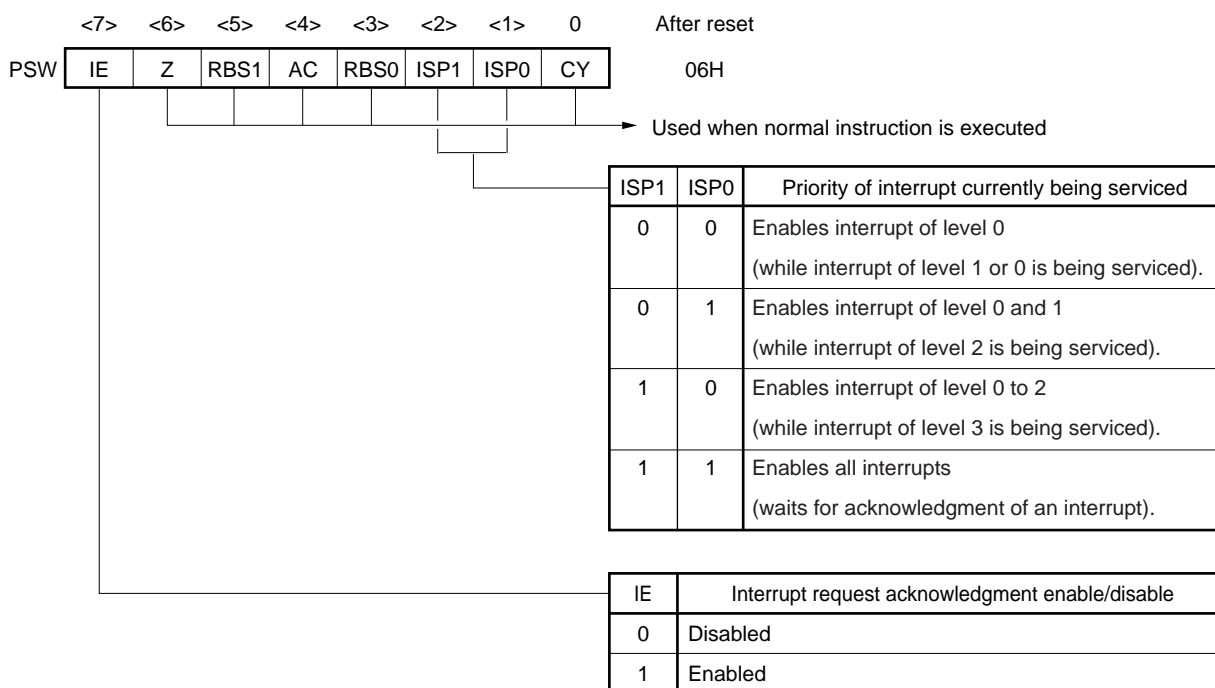 <7> <6> <5> <4> <3> <2> <1> 0 After reset
PSW IE Z RBS1 AC RBS0 ISP1 ISP0 CY 06H
Used when normal instruction is executed
ISP1 ISP0 Priority of interrupt currently being serviced
0 0 Enables interrupt of level 0
(while interrupt of level 1 or 0 is being serviced).
0 1 Enables interrupt of level 0 and 1
(while interrupt of level 2 is being serviced).
1 0 Enables interrupt of level 0 to 2
(while interrupt of level 3 is being serviced).
1 1 Enables all interrupts
(waits for acknowledgment of an interrupt).
IE Interrupt request acknowledgment enable/disable
0 Disabled
1 Enabled